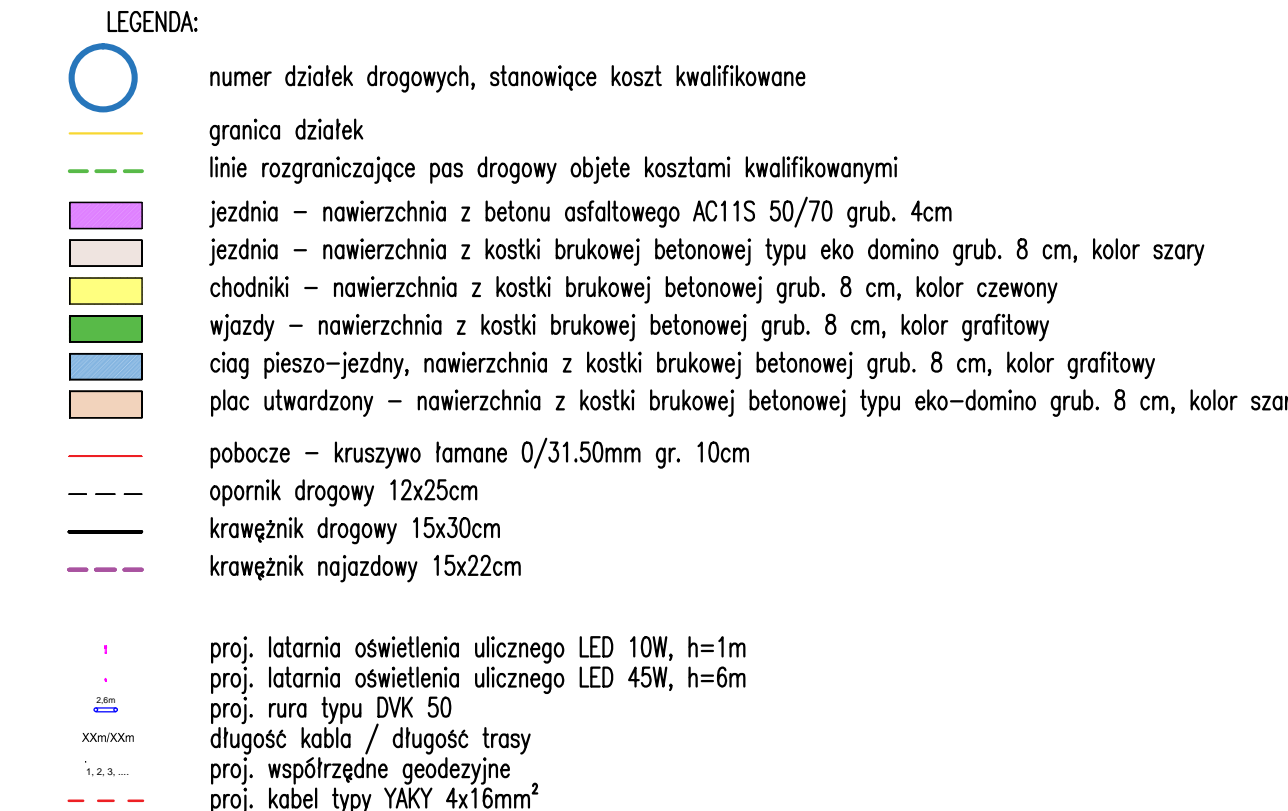 LEGENDA:
numer działek drogowych, stanowiące koszt kwalifikowane
granica działek
linie rozgraniczające pas drogowy objete kosztami kwalifikowanymi
jezdnia – nawierzchnia z betonu asfaltowego AC11S 50/70 grub. 4cm
jezdnia – nawierzchnia z kostki brukowej betonowej typu eko domino grub. 8 cm, kolor szary
chodniki – nawierzchnia z kostki brukowej betonowej grub. 8 cm, kolor czewony
wjazdy – nawierzchnia z kostki brukowej betonowej grub. 8 cm, kolor grafitowy
ciag pieszo–jezdny, nawierzchnia z kostki brukowej betonowej grub. 8 cm, kolor grafitowy
plac utwardzony – nawierzchnia z kostki brukowej betonowej typu eko–domino grub. 8 cm, kolor
pobocze – kruszywo łamane 0/31.50mm gr. 10cm
opornik drogowy 12x25cm
krawężnik drogowy 15x30cm
krawężnik najazdowy 15x22cm
proj. latarnia oświetlenia ulicznego LED 10W, h=1m
proj. latarnia oświetlenia ulicznego LED 45W, h=6m
2,6m proj. rura typu DVK 50
XXm/XXm długość kabla / długość trasy
1, 2, 3, .... proj. współrzędne geodezyjne
proj. kabel typy YAKY 4x16mm²